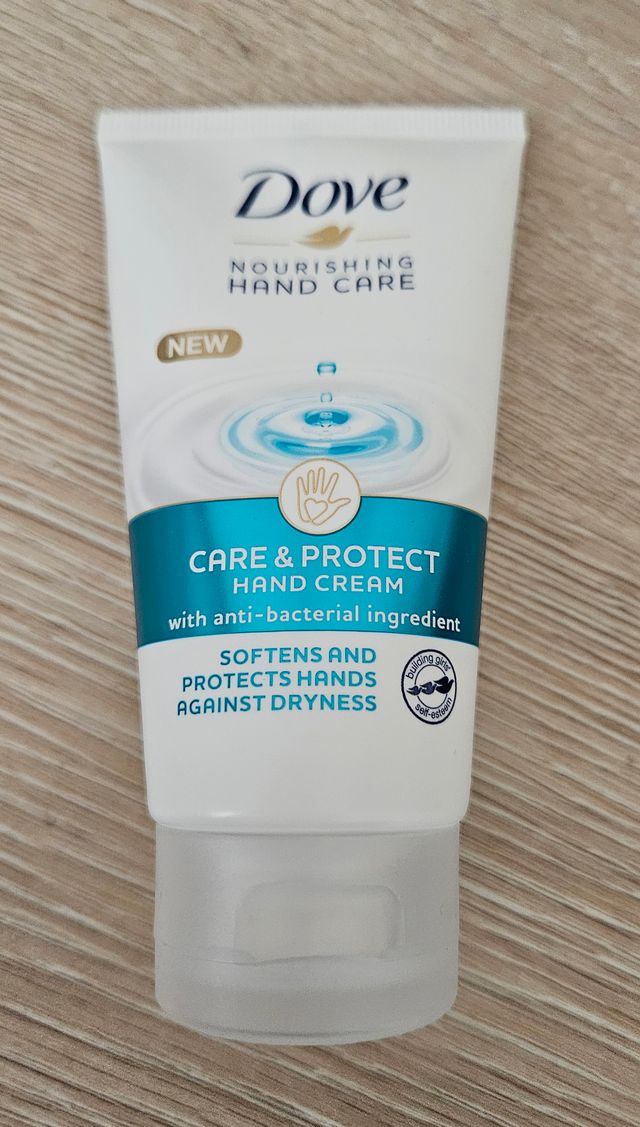 Dove
NOURISHING
HAND CARE
NEW
CARE & PROTECT
HAND CREAM
with anti-bacterial ingredient
SOFTENS AND
PROTECTS HANDS
AGAINST DRYNESS
building girls'
self-esteem